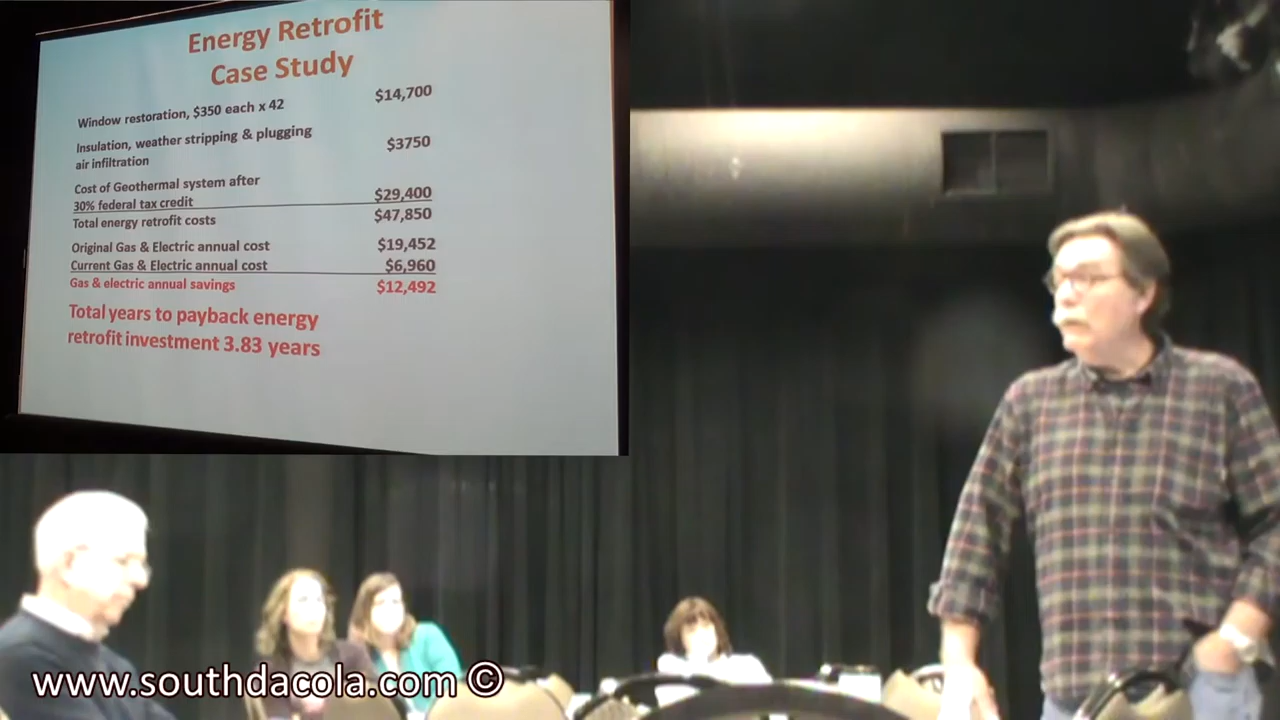 Energy Retrofit
Case Study
Window restoration, $350 each x 42 $14,700
Insulation, weather stripping & plugging
air infiltration $3750
Cost of Geothermal system after
30% federal tax credit $29,400
Total energy retrofit costs $47,850
Original Gas & Electric annual cost $19,452
Current Gas & Electric annual cost $6,960
Gas & electric annual savings $12,492
Total years to payback energy
retrofit investment 3.83 years
www.southdacola.com ©